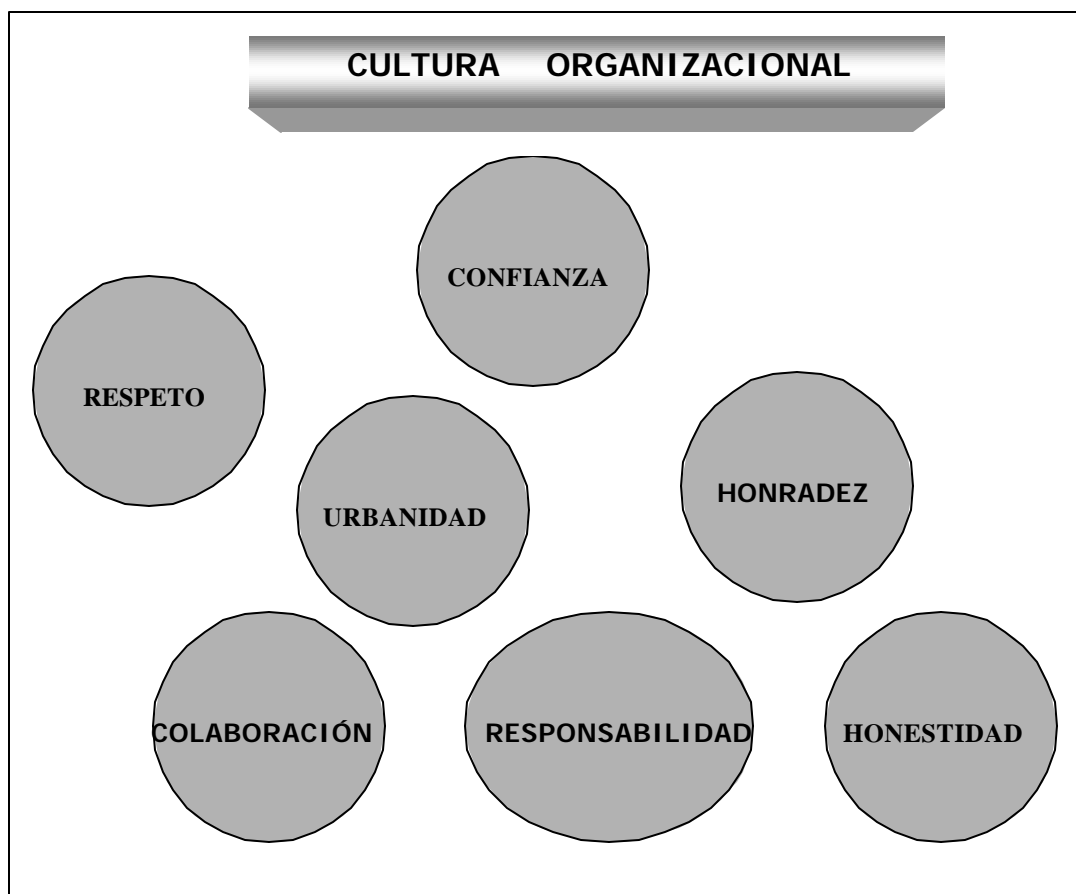 CULTURA ORGANIZACIONAL
CONFIANZA
RESPETO
HONRADEZ
URBANIDAD
COLABORACIÓN
RESPONSABILIDAD
HONESTIDAD